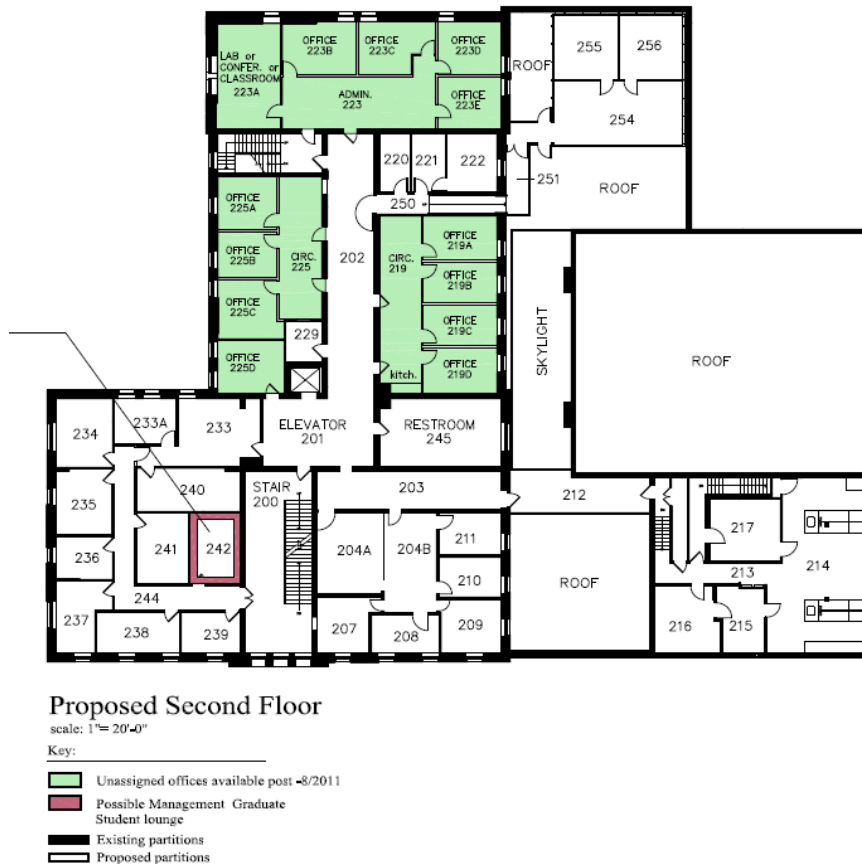 LAB or
CONFER. or
CLASSROOM
223A
OFFICE
223B
OFFICE
223C
OFFICE
223D
ADMIN.
223
OFFICE
223E
ROOF
255
256
254
220
221
222
251
ROOF
250
OFFICE
225A
OFFICE
225B
CIRC.
225
OFFICE
225C
229
OFFICE
225D
202
CIRC.
219
OFFICE
219A
OFFICE
219B
OFFICE
219C
OFFICE
219D
kitch.
SKYLIGHT
ROOF
234
233A
233
ELEVATOR
201
RESTROOM
245
235
240
STAIR
200
203
212
236
241
242
204A
204B
211
210
ROOF
217
213
214
244
237
238
239
207
208
209
216
215
Proposed Second Floor
scale: 1"= 20'-0"
Key:
Unassigned offices available post -8/2011
Possible Management Graduate
Student lounge
Existing partitions
Proposed partitions